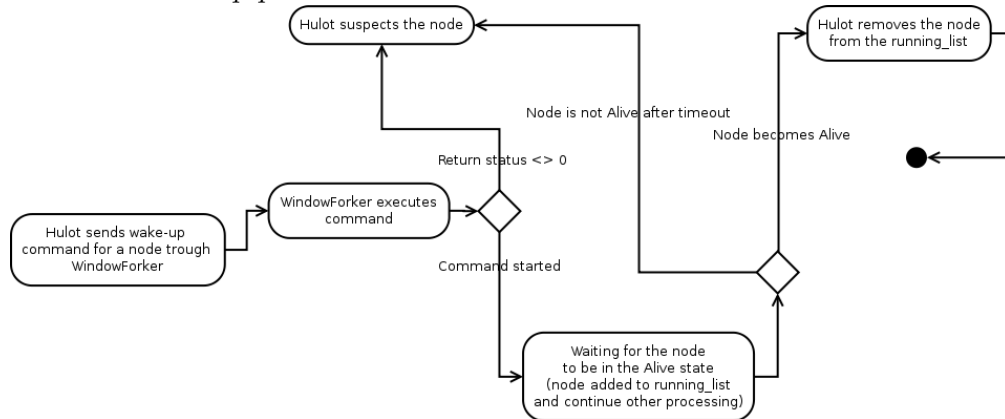 Hulot suspects the node
Hulot removes the node
from the running_list
Node is not Alive after timeout
Node becomes Alive
Return status <> 0
WindowForker executes
command
Hulot sends wake-up
command for a node trough
WindowForker
Command started
Waiting for the node
to be in the Alive state
(node added to running_list
and continue other processing)